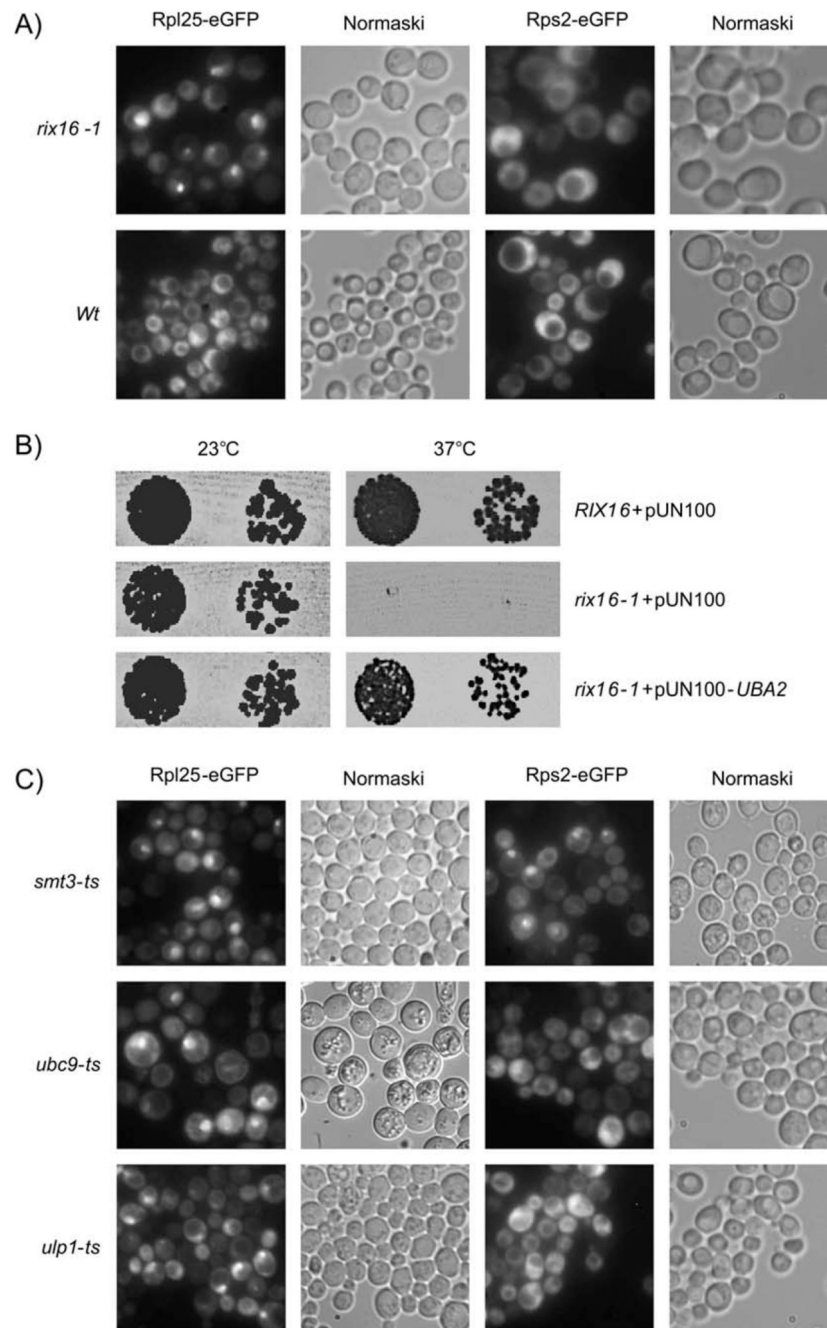 A)
Rpl25-eGFP Normaski Rps2-eGFP Normaski
rix16 -1
Wt
B)
23°C 37°C
RIX16+pUN100
rix16-1+pUN100
rix16-1+pUN100-UBA2
C)
Rpl25-eGFP Normaski Rps2-eGFP Normaski
smt3-ts
ubc9-ts
ulp1-ts